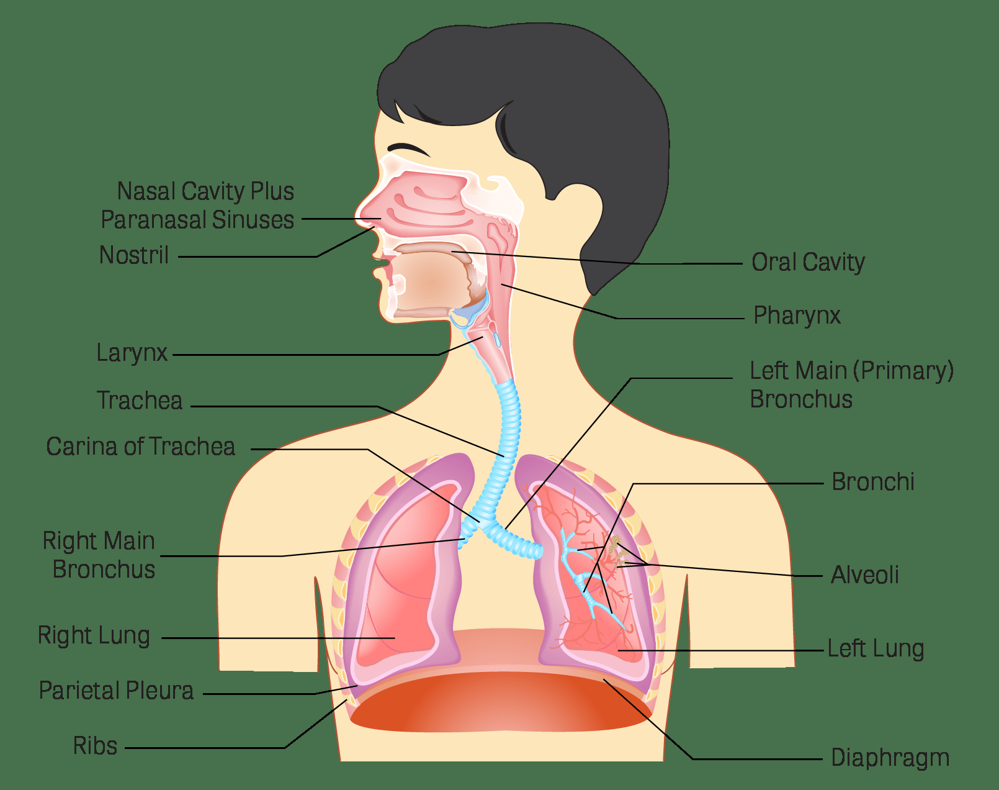 Nasal Cavity Plus
Paranasal Sinuses
Nostril
Larynx
Trachea
Carina of Trachea
Right Main
Bronchus
Right Lung
Parietal Pleura
Ribs
Oral Cavity
Pharynx
Left Main (Primary)
Bronchus
Bronchi
Alveoli
Left Lung
Diaphragm